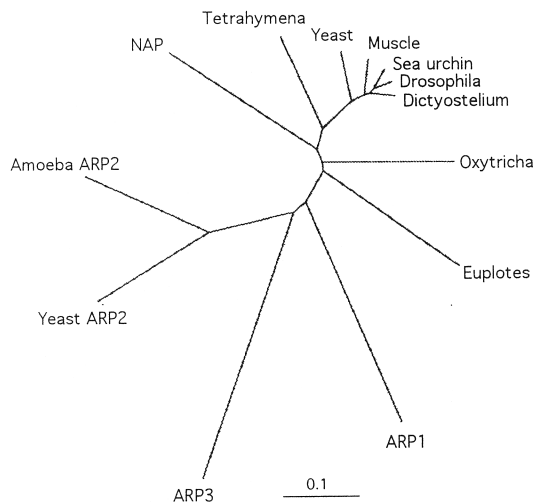 Tetrahymena
NAP
Yeast
Muscle
Sea urchin
Drosophila
Dictyostelium
Amoeba ARP2
Oxytricha
Euplotes
Yeast ARP2
ARP1
ARP3
0.1